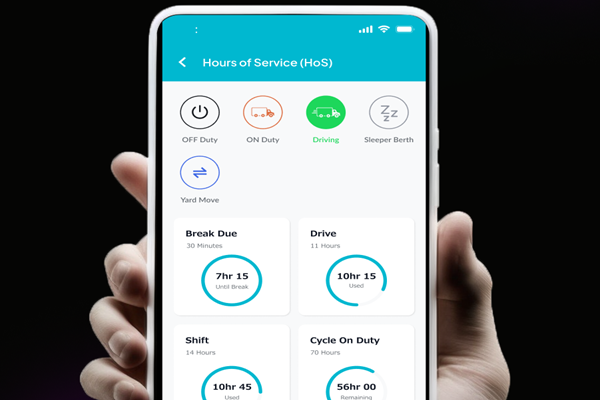 Hours of Service (HoS)
OFF Duty
ON Duty
Driving
ZZZ
Sleeper Berth
Yard Move
Break Due
30 Minutes
7hr 15
Until Break
Drive
11 Hours
10hr 15
Used
Shift
14 Hours
10hr 45
Used
Cycle On Duty
70 Hours
56hr 00
Remaining